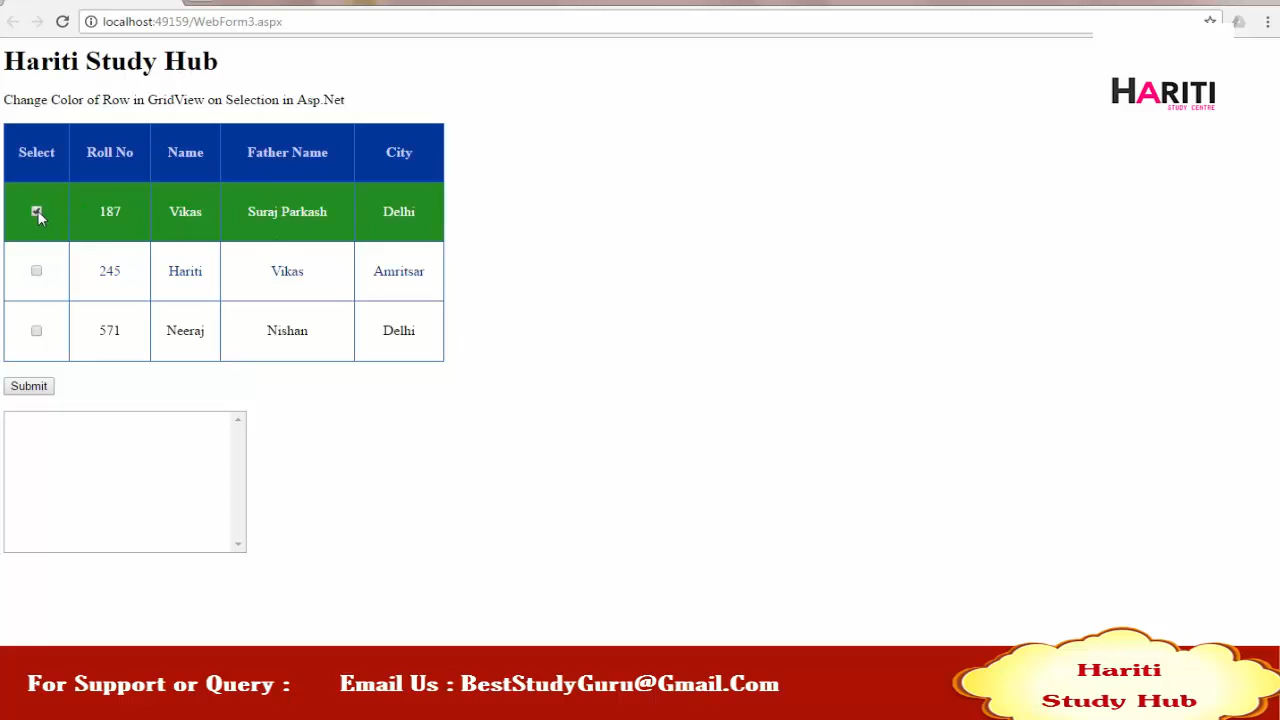 localhost:49159/WebForm3.aspx
Hariti Study Hub
HARITI
STUDY CENTRE
Change Color of Row in GridView on Selection in Asp.Net
Select Roll No Name Father Name City
187 Vikas Suraj Parkash Delhi
245 Hariti Vikas Amritsar
571 Neeraj Nishan Delhi
Submit
For Support or Query : Email Us : BestStudyGuru@Gmail.Com
Hariti
Study Hub